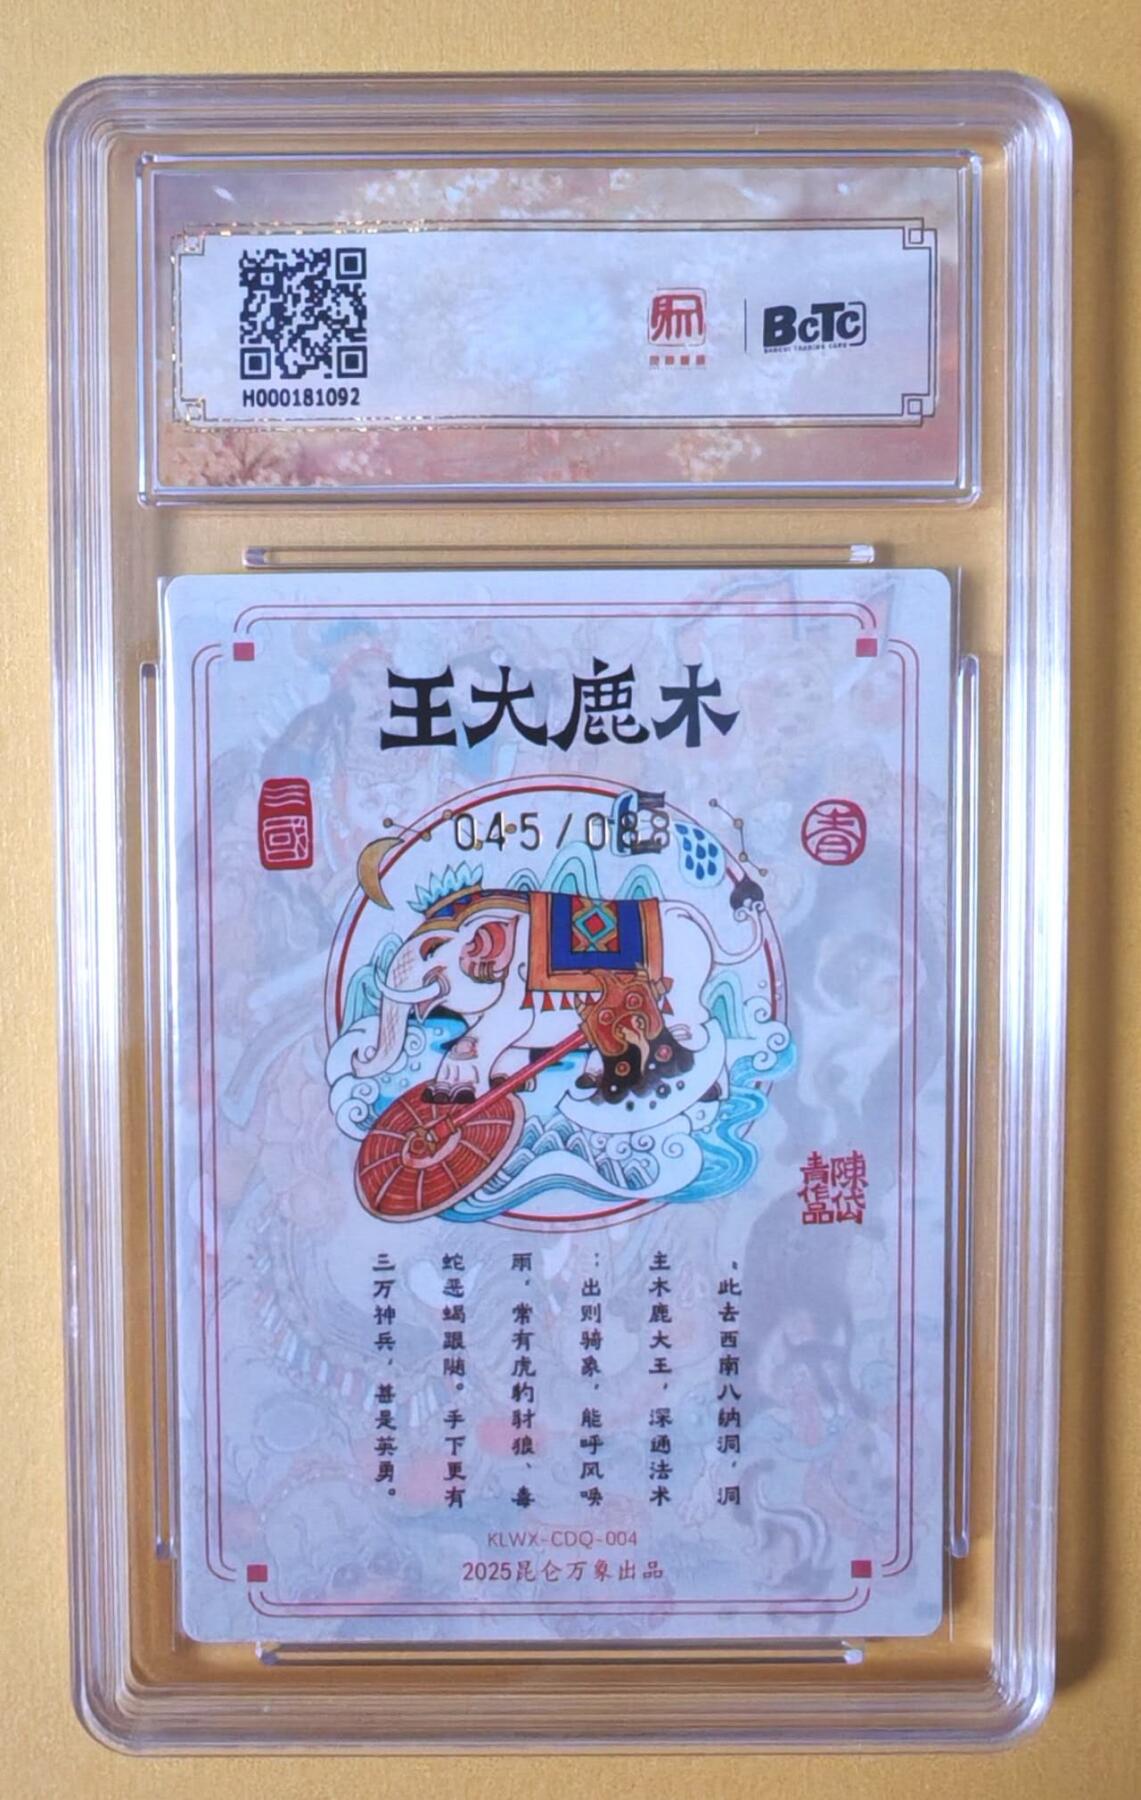 H000181092
BCTC
木鹿大王
三國
045/088
青
陳岱
青作品
、此去西南八纳洞，洞
主木鹿大王，深通法术
：出则骑象，能呼风唤
雨，常有虎豹豺狼、毒
蛇恶蝎跟随。手下更有
三万神兵，甚是英勇。
KLWX-CDQ-004
2025昆仑万象出品